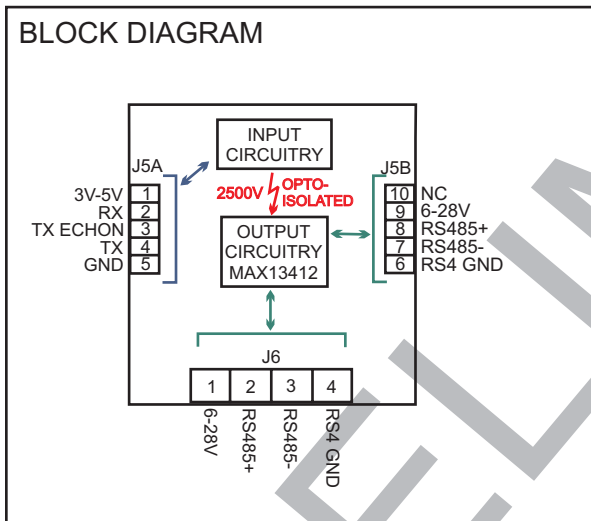 BLOCK DIAGRAM
INPUT
CIRCUITRY
J5A
J5B
2500V
OPTO-
ISOLATED
3V-5V 1
RX 2
TX ECHON 3
TX 4
GND 5
10 NC
9 6-28V
8 RS485+
7 RS485-
6 RS4 GND
OUTPUT
CIRCUITRY
MAX13412
J6
1 2 3 4
6-28V
RS485+
RS485-
RS4 GND